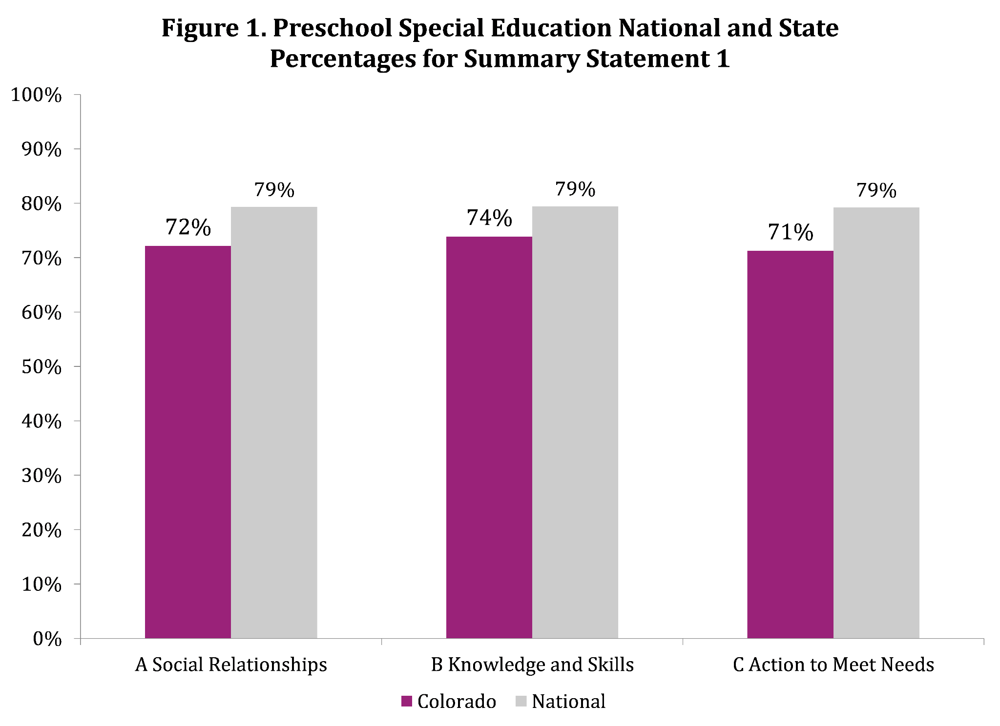 Figure 1. Preschool Special Education National and State
Percentages for Summary Statement 1
100%
90%
80%
70%
60%
50%
40%
30%
20%
10%
0%
72%
79%
74%
79%
71%
79%
A Social Relationships
B Knowledge and Skills
C Action to Meet Needs
Colorado
National